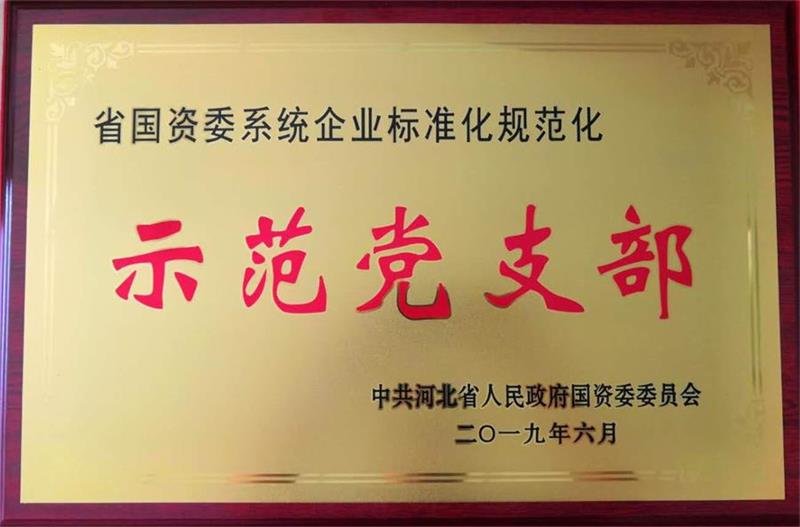 省国资委系统企业标准化规范化
示范党支部
中共河北省人民政府国资委委员会
二〇一九年六月